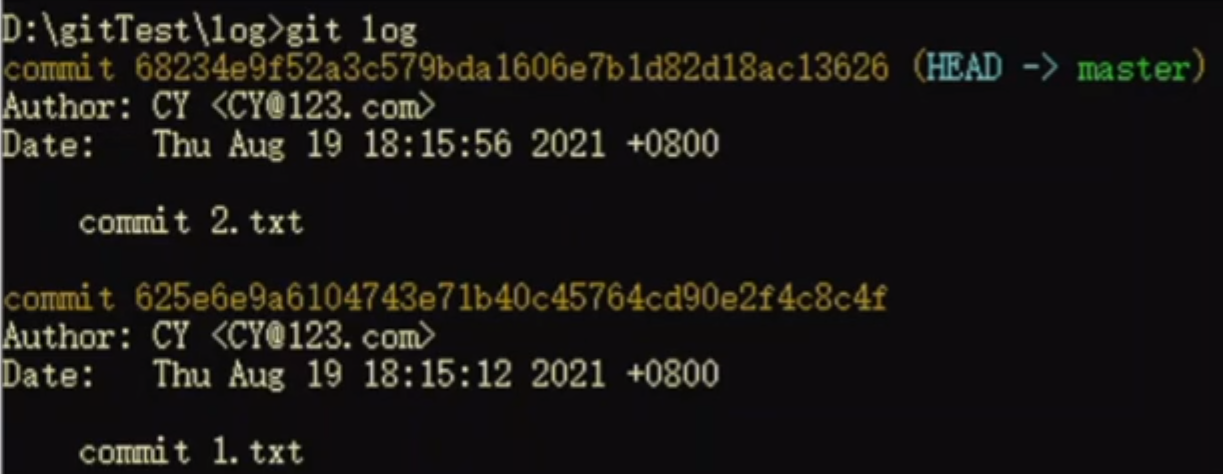 D:\gitTest\log>git log
commit 68234e9f52a3c579bda1606e7b1d82d18ac13626 (HEAD -> master)
Author: CY <CY@123.com>
Date:   Thu Aug 19 18:15:56 2021 +0800
commit 2.txt
commit 625e6e9a6104743e71b40c45764cd90e2f4c8c4f
Author: CY <CY@123.com>
Date:   Thu Aug 19 18:15:12 2021 +0800
commit 1.txt